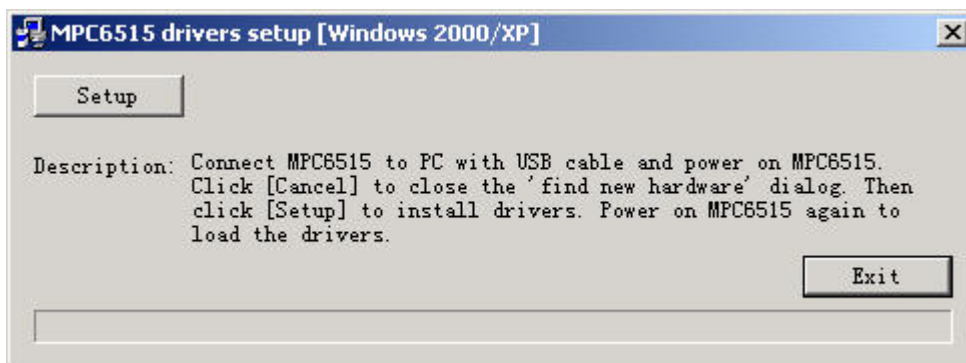 MPC6515 drivers setup [Windows 2000/XP]
Setup
Description: Connect MPC6515 to PC with USB cable and power on MPC6515.
Click [Cancel] to close the 'find new hardware' dialog. Then
click [Setup] to install drivers. Power on MPC6515 again to
load the drivers.
Exit